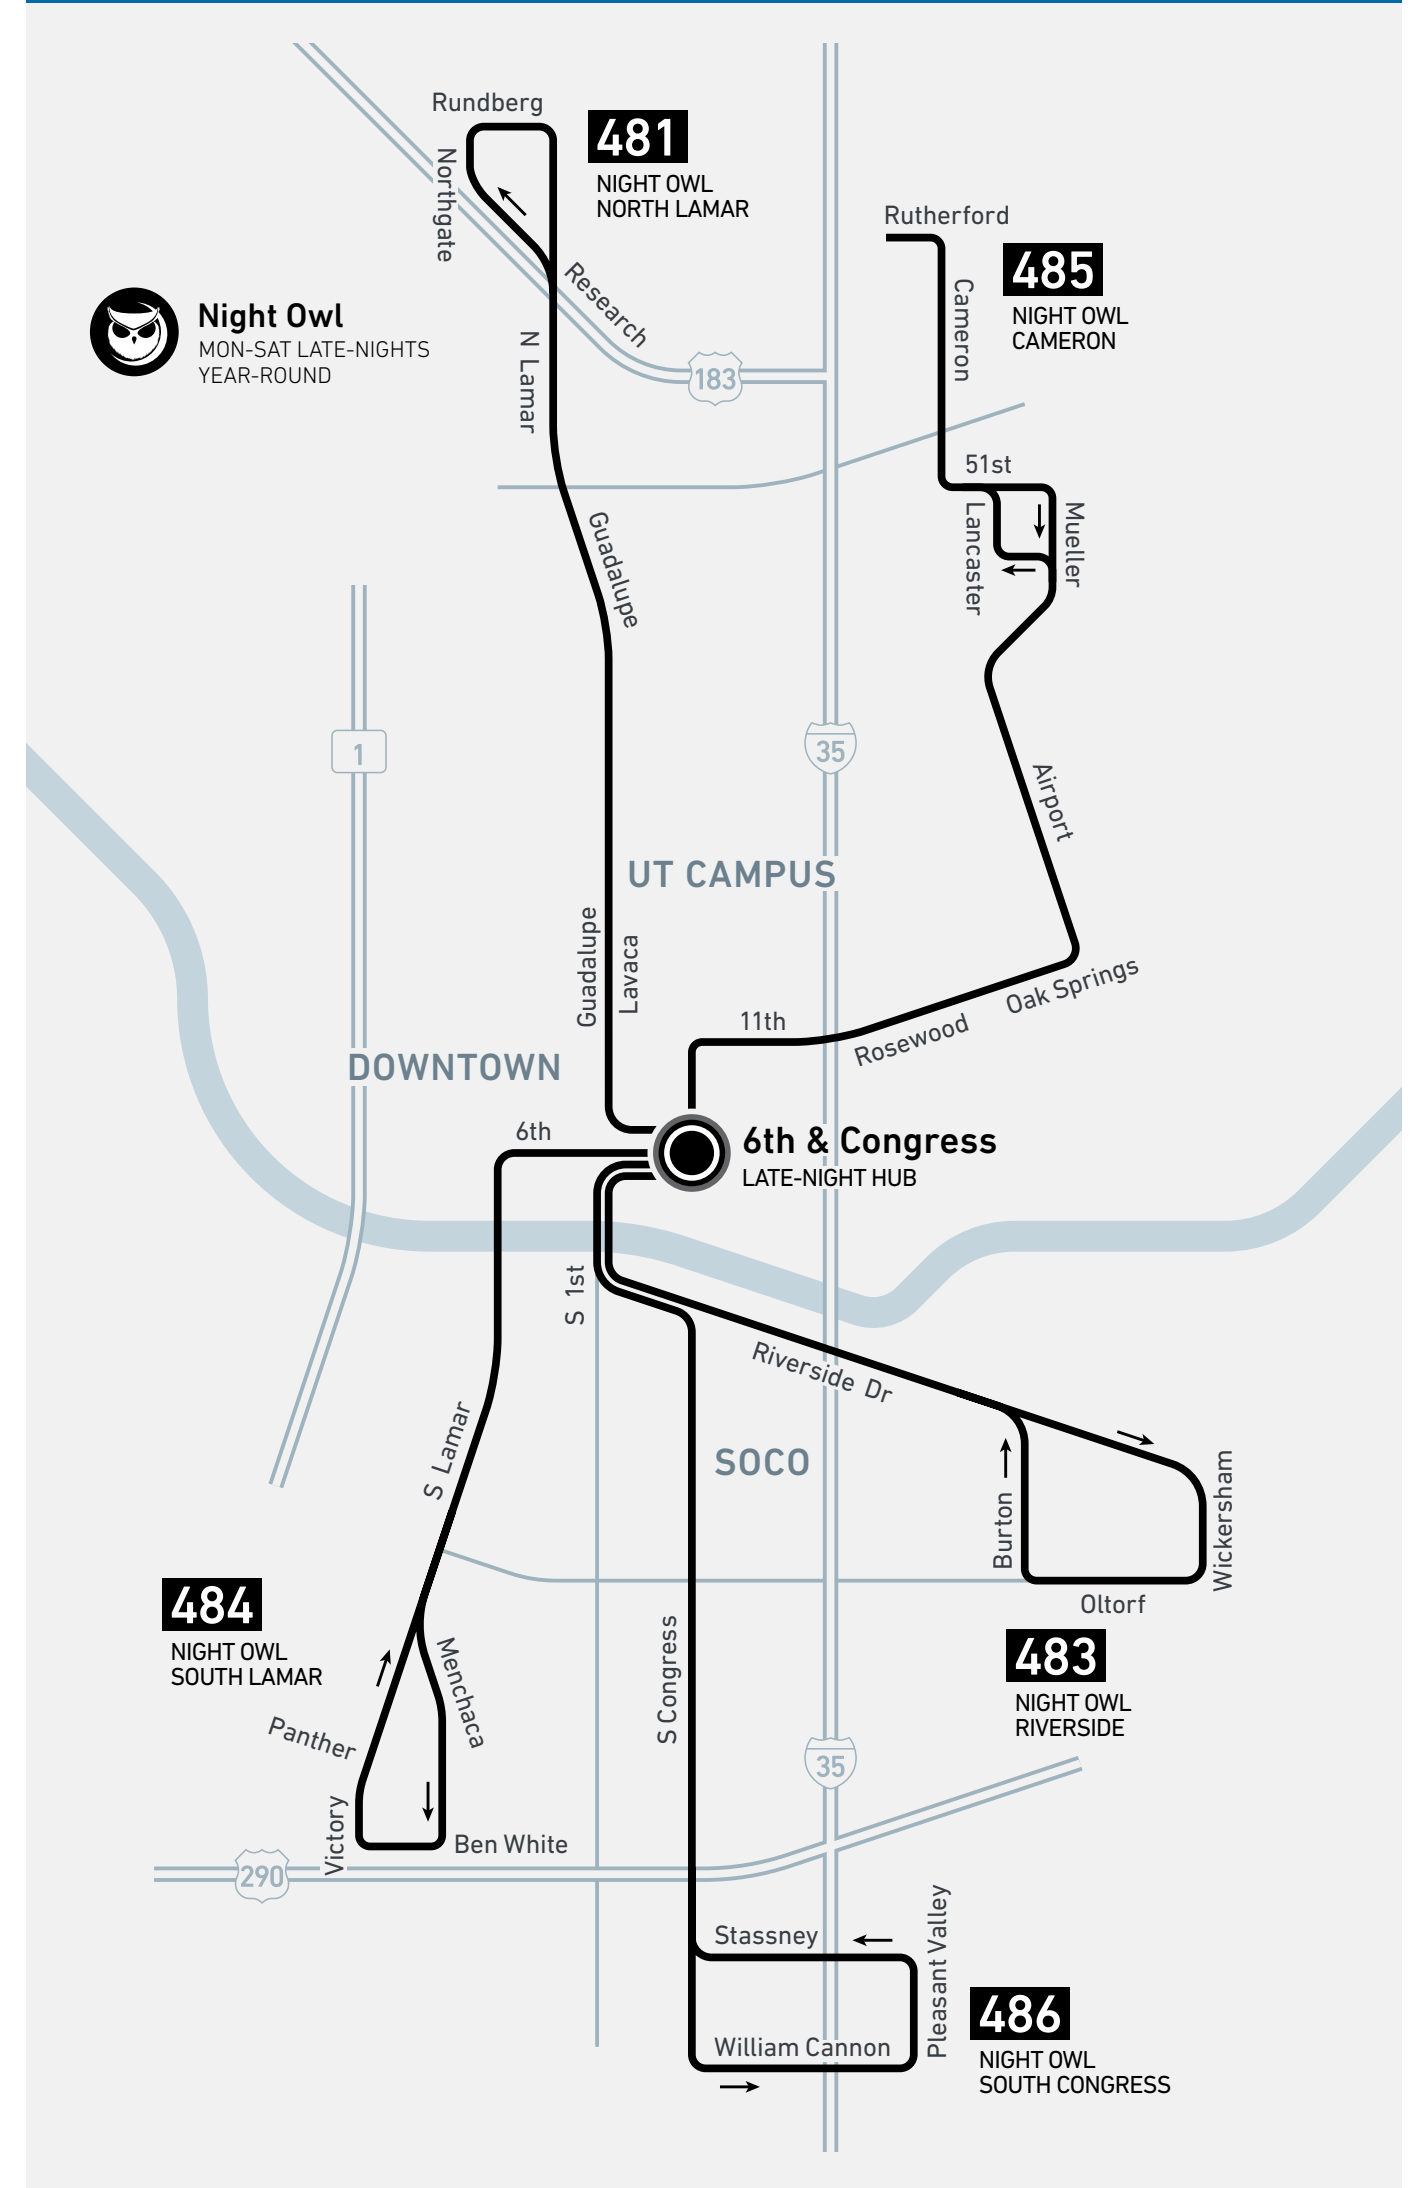 Rundberg
481
NIGHT OWL
NORTH LAMAR
Northgate
Research
N Lamar
183
Night Owl
MON-SAT LATE-NIGHTS
YEAR-ROUND
Rutherford
485
NIGHT OWL
CAMERON
Cameron
51st
Lancaster
Mueller
Guadalupe
1
35
Airport
UT CAMPUS
Guadalupe
Lavaca
11th
Rosewood
Oak Springs
DOWNTOWN
6th
6th & Congress
LATE-NIGHT HUB
S 1st
Riverside Dr
S Lamar
SOCO
Burton
Wickersham
Oltorf
483
NIGHT OWL
RIVERSIDE
484
NIGHT OWL
SOUTH LAMAR
Menchaca
Panther
Victory
Ben White
S Congress
290
35
Stassney
Pleasant Valley
William Cannon
486
NIGHT OWL
SOUTH CONGRESS